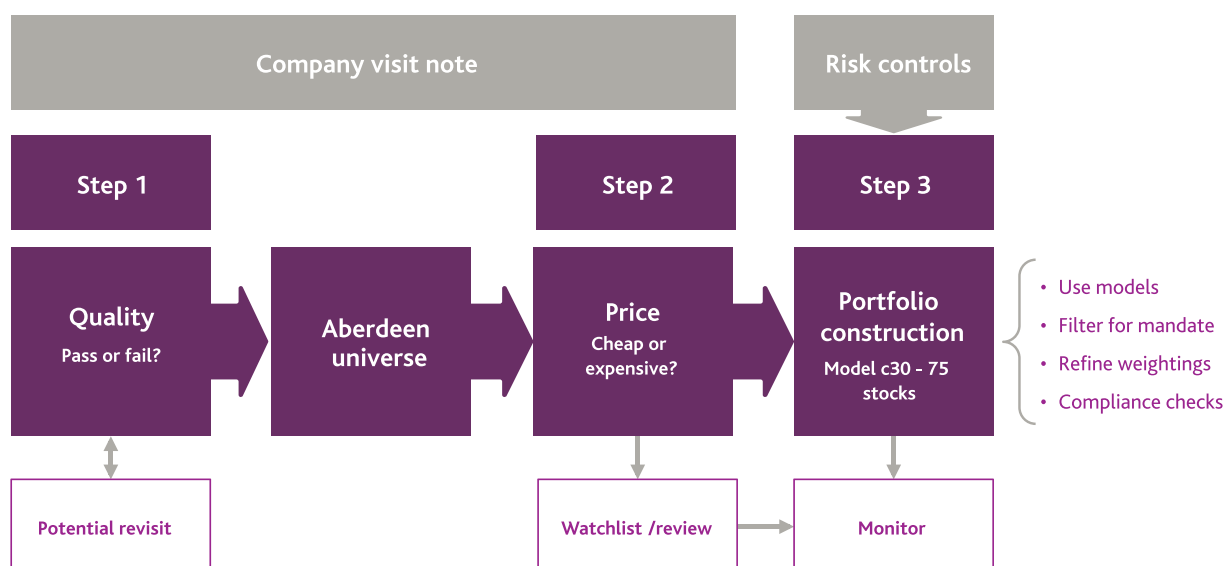 Company visit note
Risk controls
Step 1
Step 2
Step 3
Quality
Pass or fail?
Aberdeen
universe
Price
Cheap or
expensive?
Portfolio
construction
Model c30 - 75
stocks
• Use models
• Filter for mandate
• Refine weightings
• Compliance checks
Potential revisit
Watchlist /review
Monitor